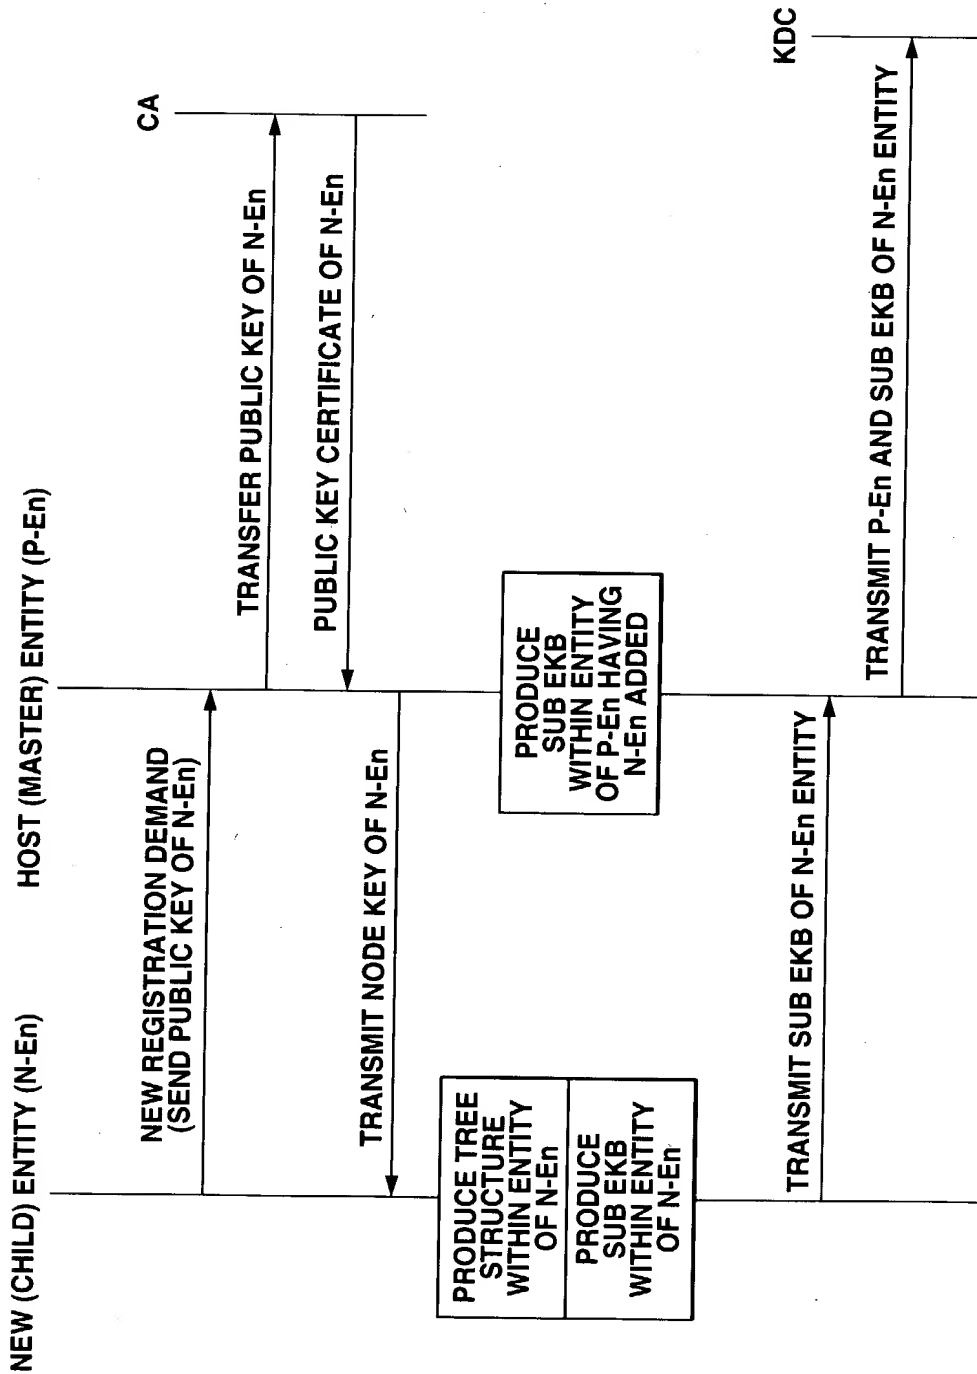 NEW (CHILD) ENTITY (N-En)
HOST (MASTER) ENTITY (P-En)
CA
KDC
NEW REGISTRATION DEMAND
(SEND PUBLIC KEY OF N-En)
TRANSFER PUBLIC KEY OF N-En
PUBLIC KEY CERTIFICATE OF N-En
TRANSMIT NODE KEY OF N-En
PRODUCE TREE
STRUCTURE
WITHIN ENTITY
OF N-En
PRODUCE
SUB EKB
WITHIN ENTITY
OF N-En
PRODUCE
SUB EKB
WITHIN ENTITY
OF P-En HAVING
N-En ADDED
TRANSMIT SUB EKB OF N-En ENTITY
TRANSMIT P-En AND SUB EKB OF N-En ENTITY